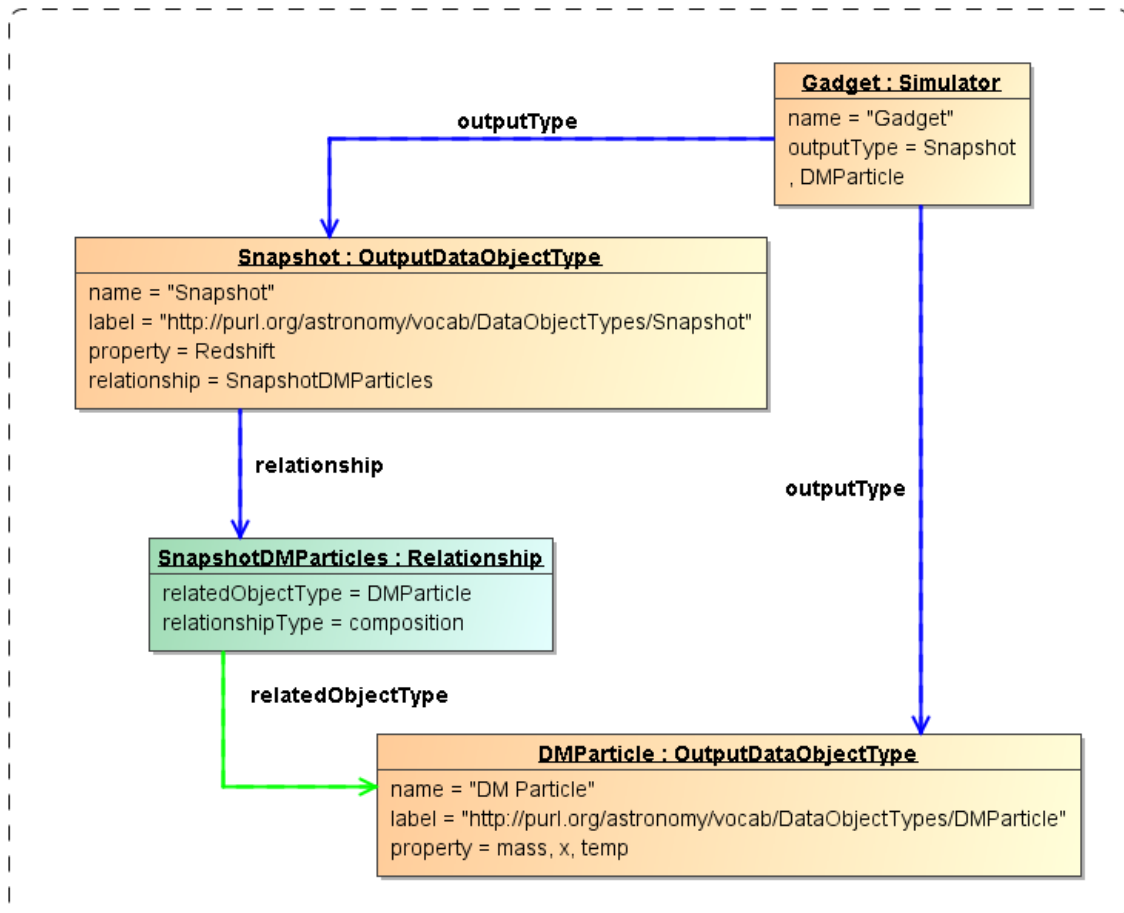 Gadget : Simulator
name = "Gadget"
outputType = Snapshot
, DMParticle
outputType
Snapshot : OutputDataObjectType
name = "Snapshot"
label = "http://purl.org/astronomy/vocab/DataObjectTypes/Snapshot"
property = Redshift
relationship = SnapshotDMParticles
relationship
outputType
SnapshotDMParticles : Relationship
relatedObjectType = DMParticle
relationshipType = composition
relatedObjectType
DMParticle : OutputDataObjectType
name = "DM Particle"
label = "http://purl.org/astronomy/vocab/DataObjectTypes/DMParticle"
property = mass, x, temp